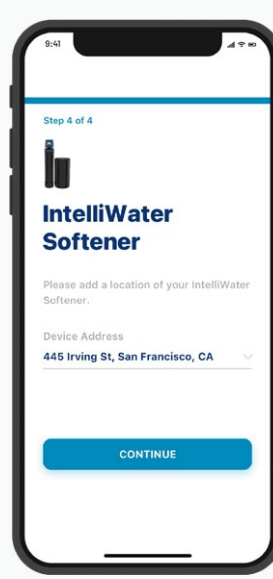 9:41
Step 4 of 4
IntelliWater
Softener
Please add a location of your IntelliWater
Softener.
Device Address
445 Irving St, San Francisco, CA
CONTINUE